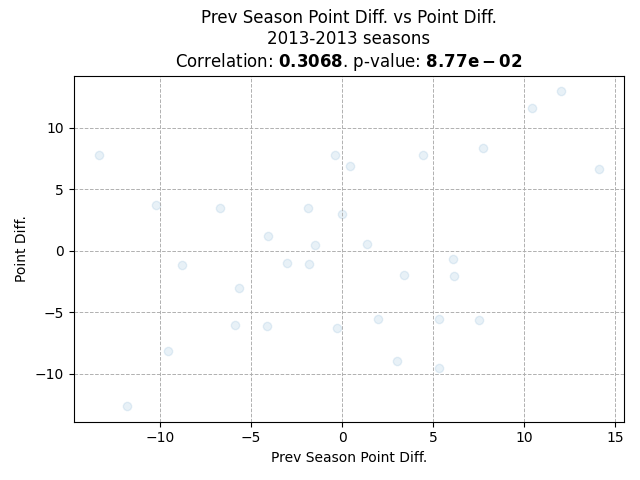 Prev Season Point Diff. vs Point Diff.
2013-2013 seasons
Correlation: 0.3068. p-value: 8.77e−02
10
5
0
−5
−10
Point Diff.
−10 −5 0 5 10 15
Prev Season Point Diff.